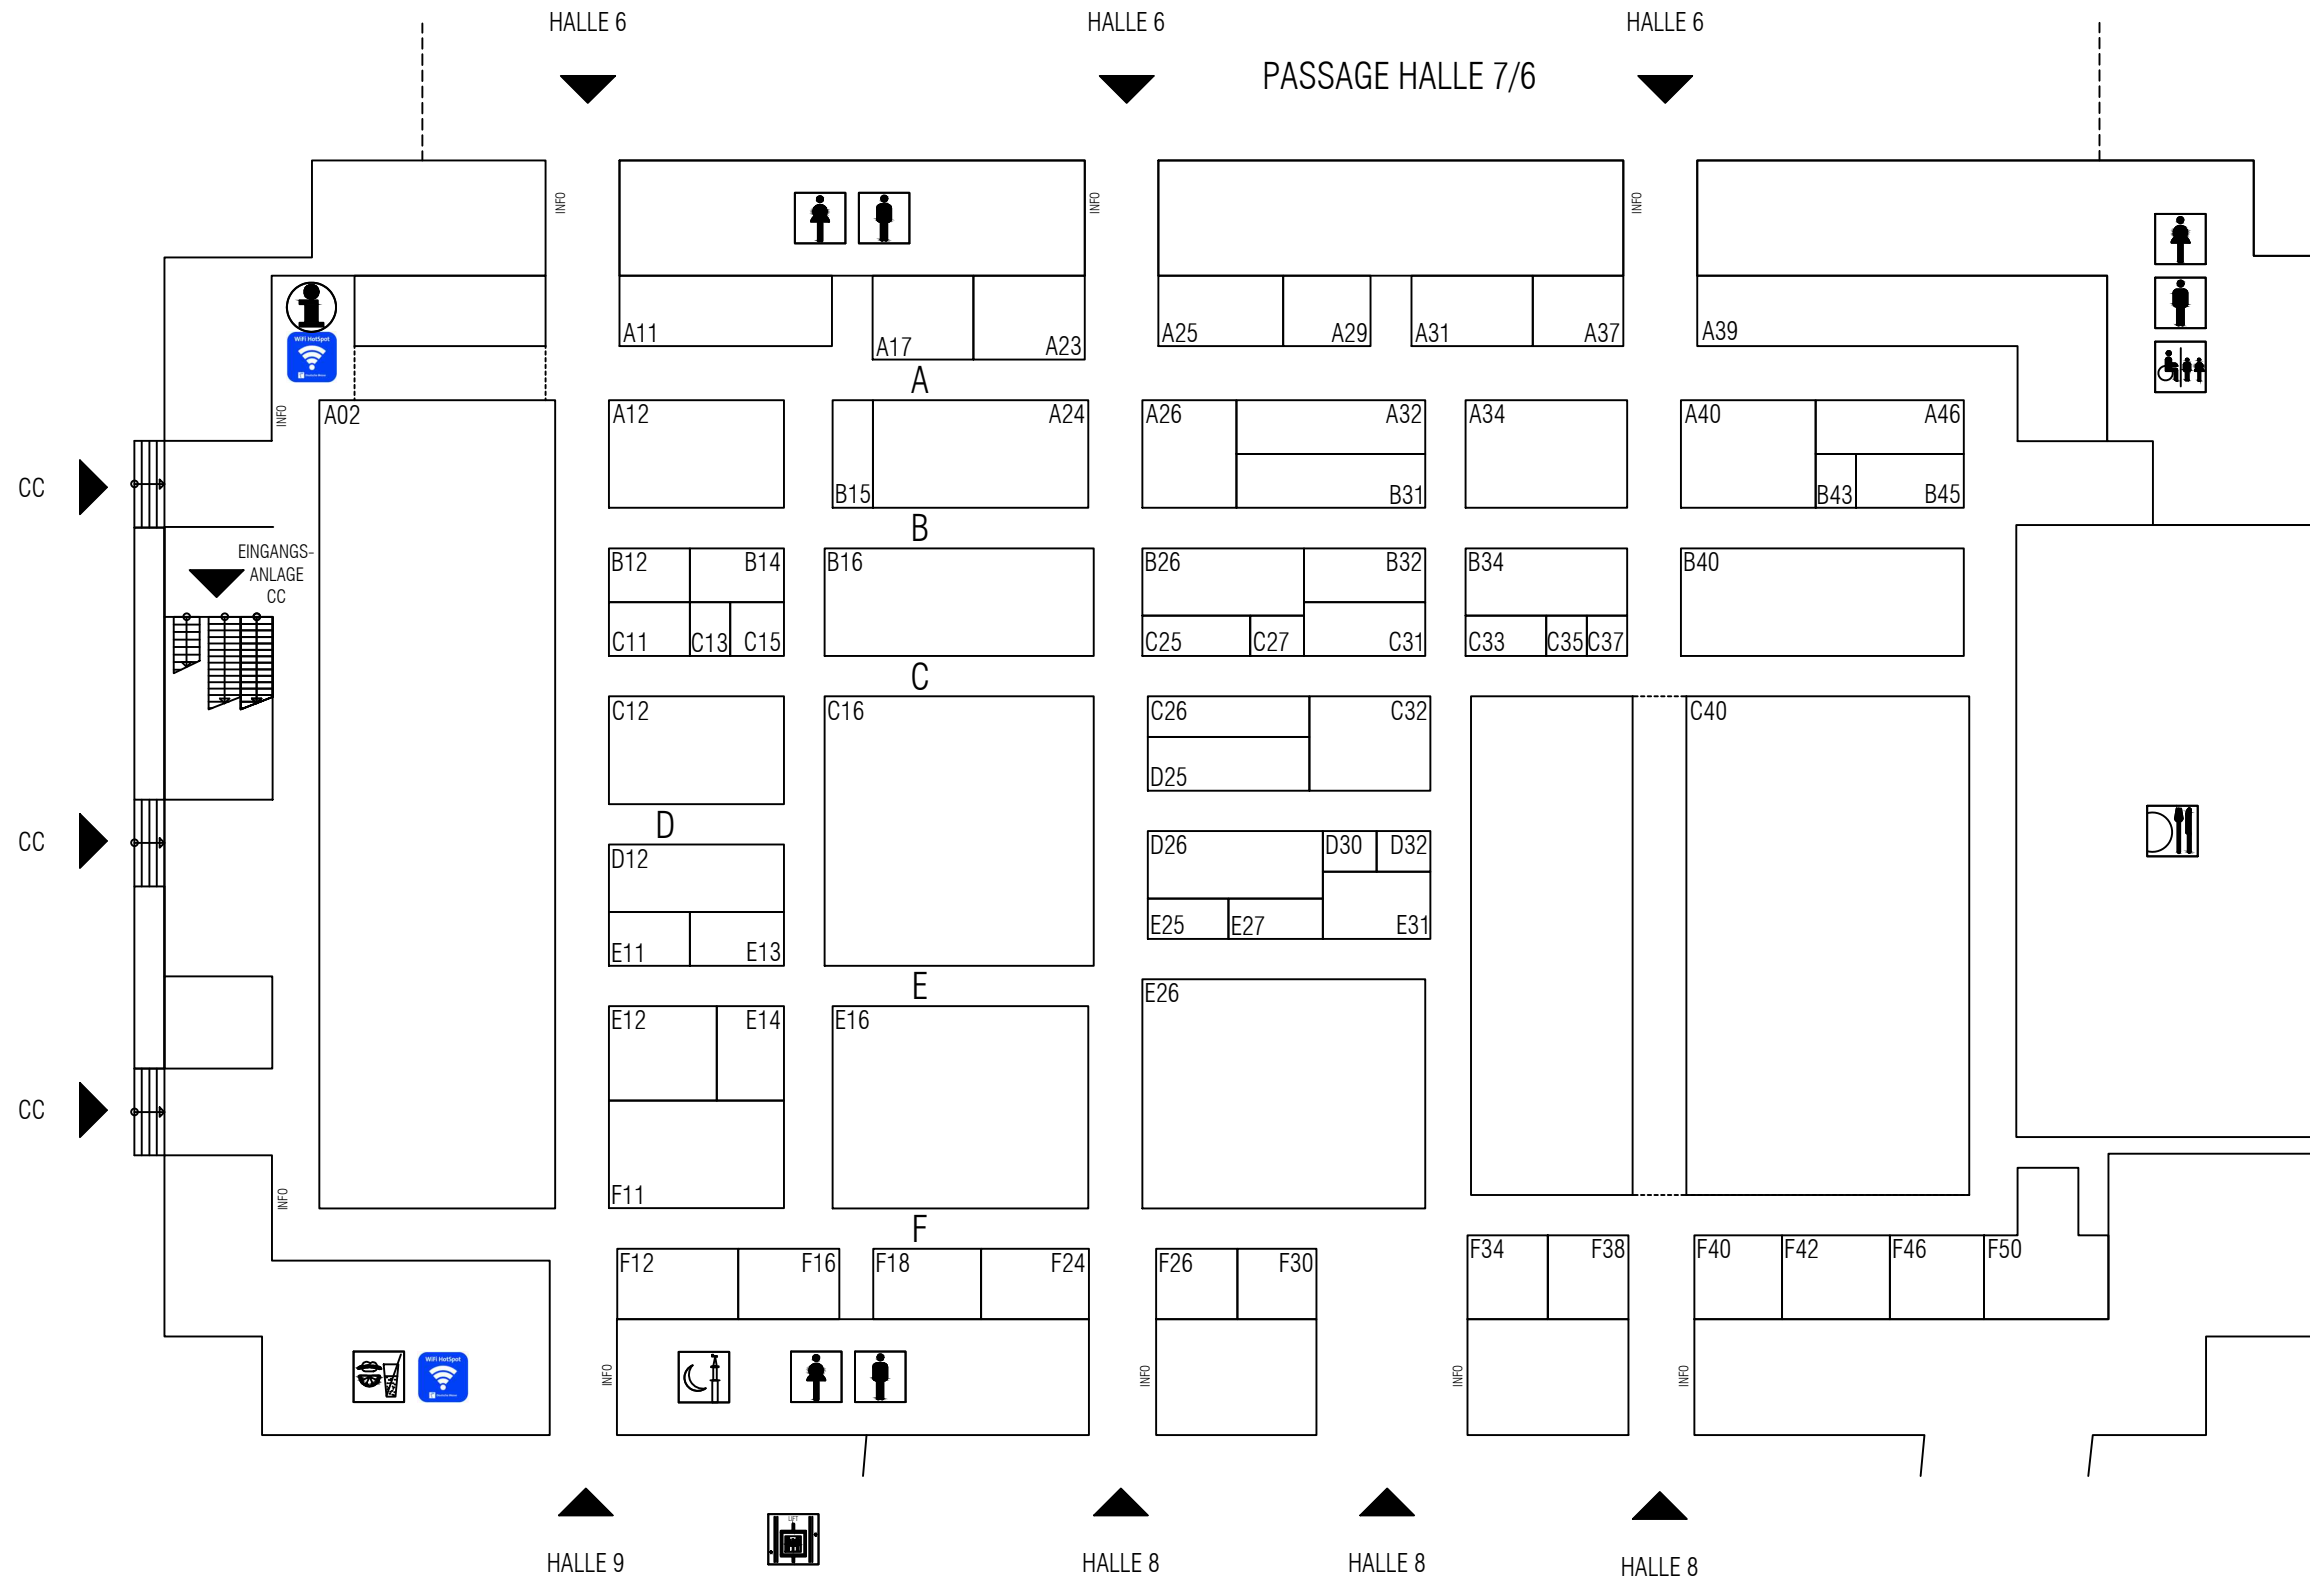 HALLE 6
HALLE 6
HALLE 6
PASSAGE HALLE 7/6
INFO
INFO
INFO
WiFi HotSpot
A11
A17
A23
A25
A29
A31
A37
A39
A
INFO
A02
A12
A24
A26
A32
A34
A40
A46
CC
B15
B31
B43
B45
B
EINGANGS-
ANLAGE
CC
B12
B14
B16
B26
B32
B34
B40
C11
C13
C15
C25
C27
C31
C33
C35
C37
C
C12
C16
C26
C32
C40
D25
D
CC
D12
D26
D30
D32
E11
E13
E25
E27
E31
E
E26
E12
E14
E16
CC
F11
INFO
F
F12
F16
F18
F24
F26
F30
F34
F38
F40
F42
F46
F50
WiFi HotSpot
INFO
INFO
INFO
INFO
LIFT
HALLE 9
HALLE 8
HALLE 8
HALLE 8